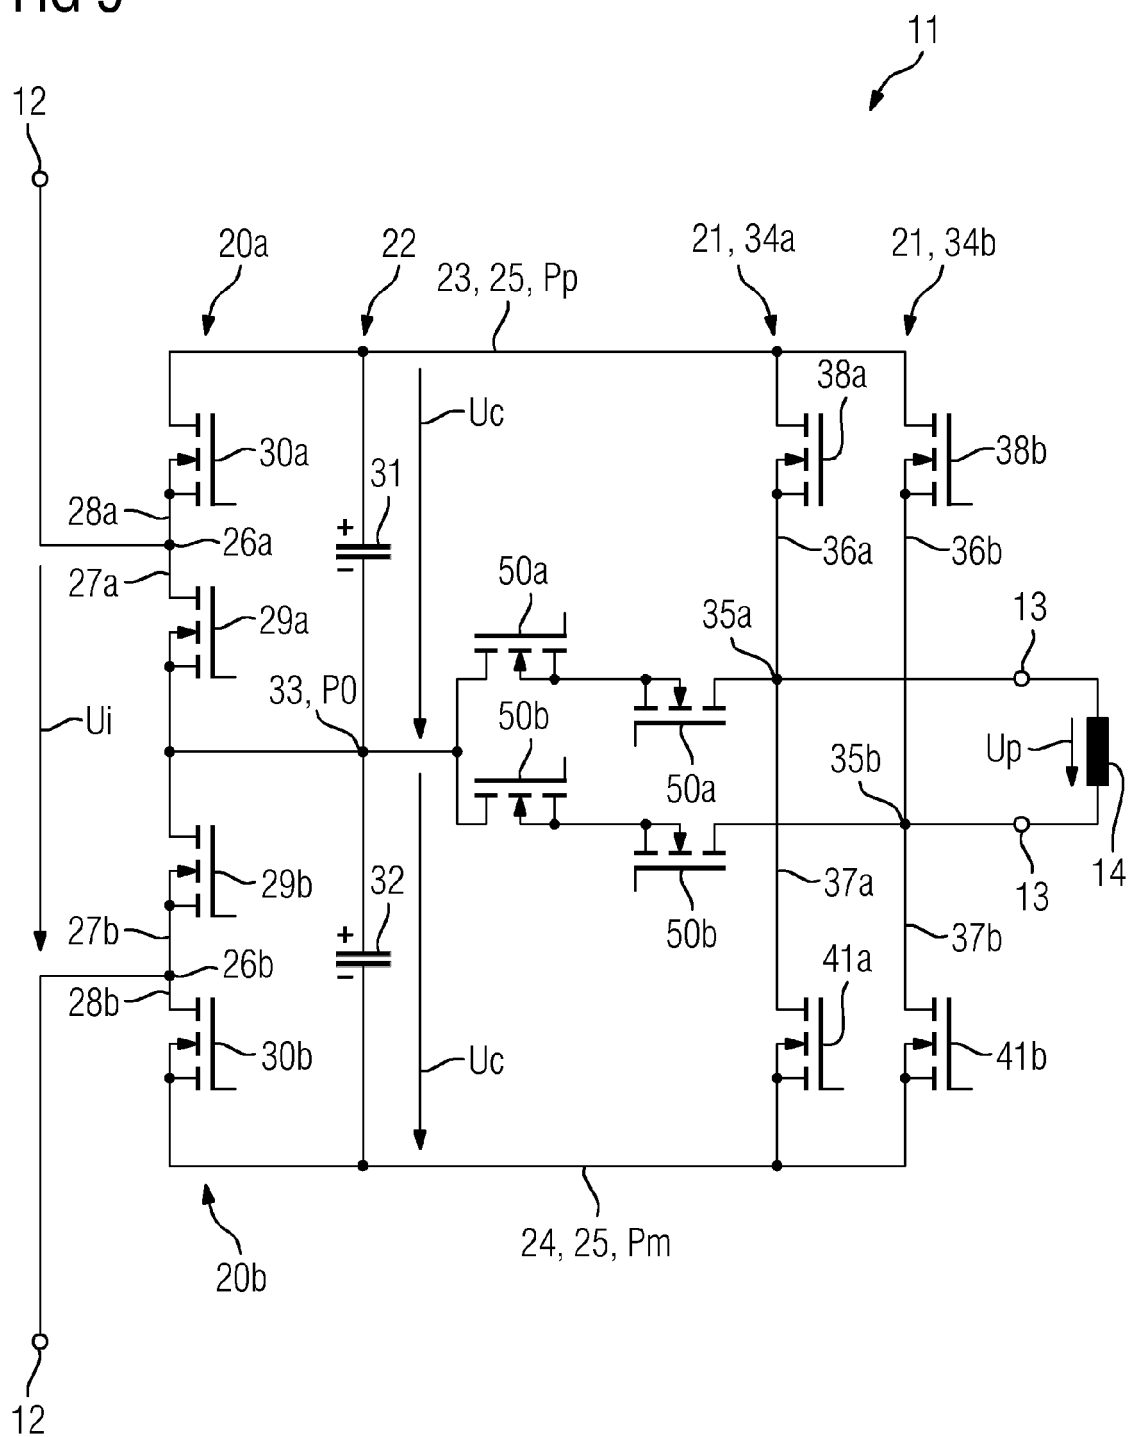 11
12
20a
22
21, 34a
21, 34b
23, 25, Pp
38a
Uc
30a
38b
31
28a
+
26a
36a
36b
27a
–
50a
35a
13
29a
33, P0
50b
Ui
Up
35b
50a
14
29b
32
37a
13
27b
+
50b
37b
26b
41a
28b
–
30b
Uc
41b
24, 25, Pm
20b
12